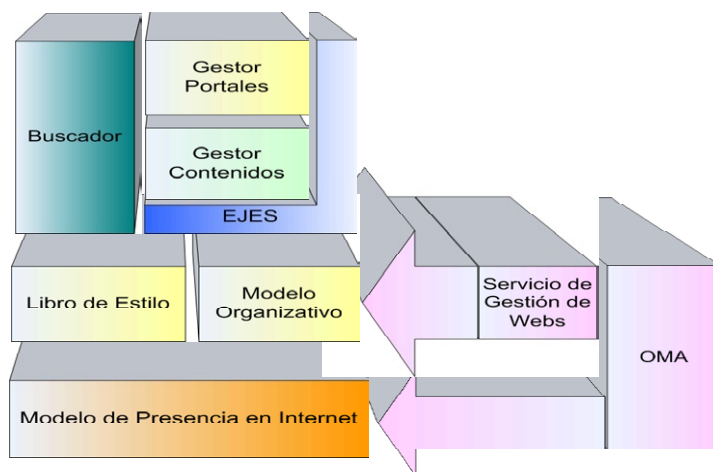 Gestor
Portales
Buscador
Gestor
Contenidos
EJES
Libro de Estilo
Modelo
Organizativo
Servicio de
Gestión de
Webs
OMA
Modelo de Presencia en Internet